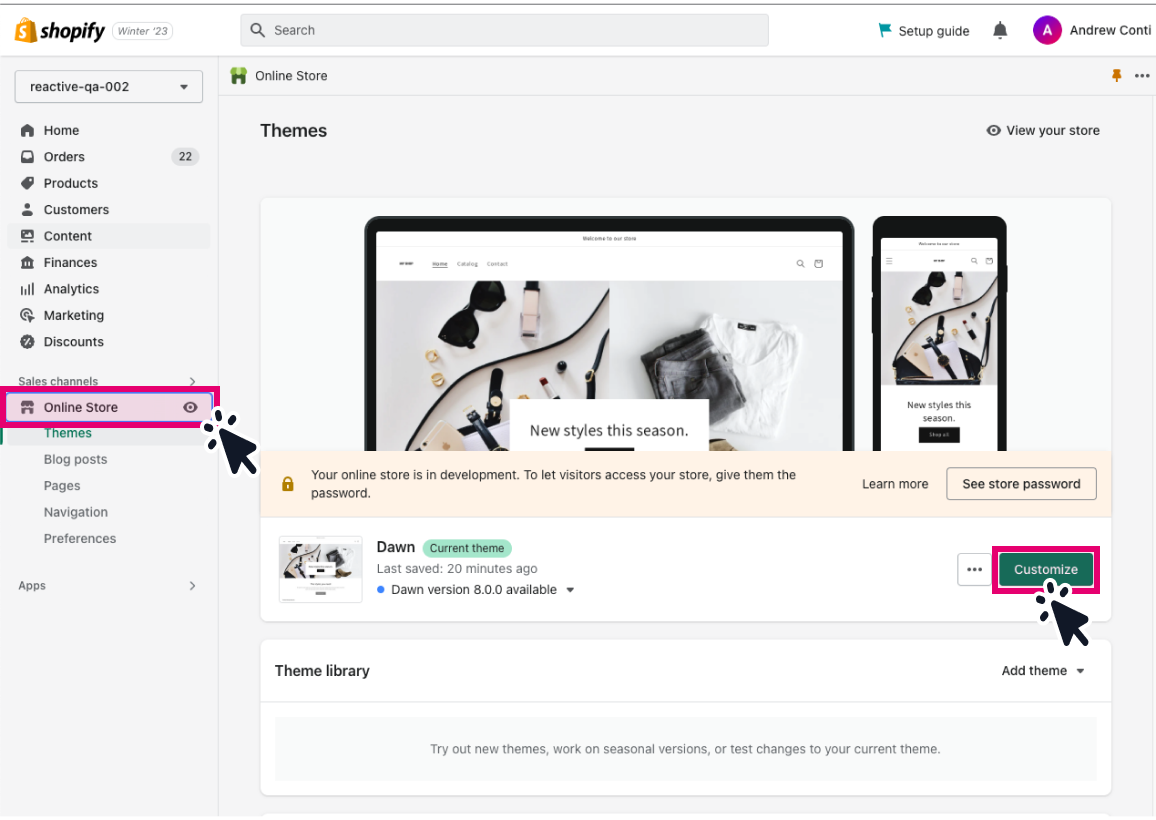 shopify Winter '23
Search
Setup guide
A
Andrew Conti
reactive-qa-002
Online Store
Home
Orders 22
Products
Customers
Content
Finances
Analytics
Marketing
Discounts
Sales channels
Online Store
Themes
Blog posts
Pages
Navigation
Preferences
Apps
Themes
View your store
Welcome to our store
Home Catalog Contact
New styles this season.
Welcome to our store
New styles this
season.
Shop all
Your online store is in development. To let visitors access your store, give them the
password.
Learn more
See store password
Dawn Current theme
Last saved: 20 minutes ago
Dawn version 8.0.0 available
Customize
Theme library
Add theme
Try out new themes, work on seasonal versions, or test changes to your current theme.